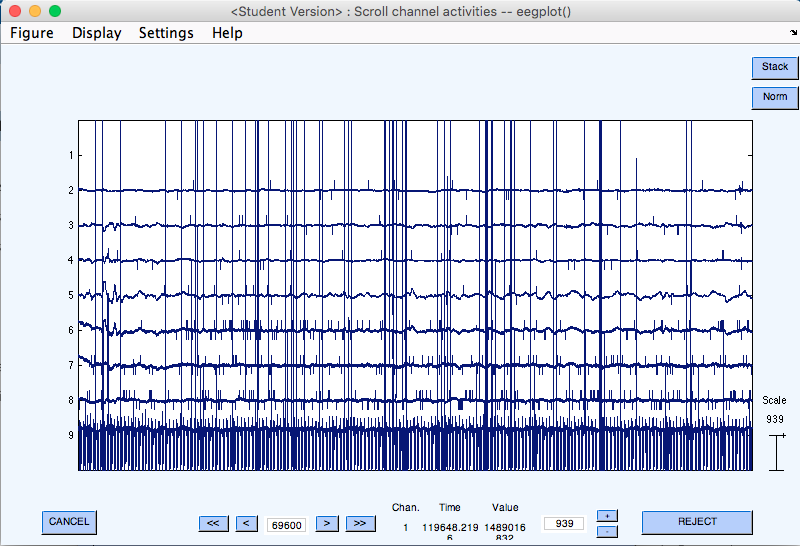 <Student Version> : Scroll channel activities -- eegplot()
Figure Display Settings Help
Stack
Norm
1
2
3
4
5
6
7
8
9
Scale
939
+
CANCEL
<<
<
69600
>
>>
Chan. Time Value
1 119648.219 1489016
6 832
939
+
-
REJECT